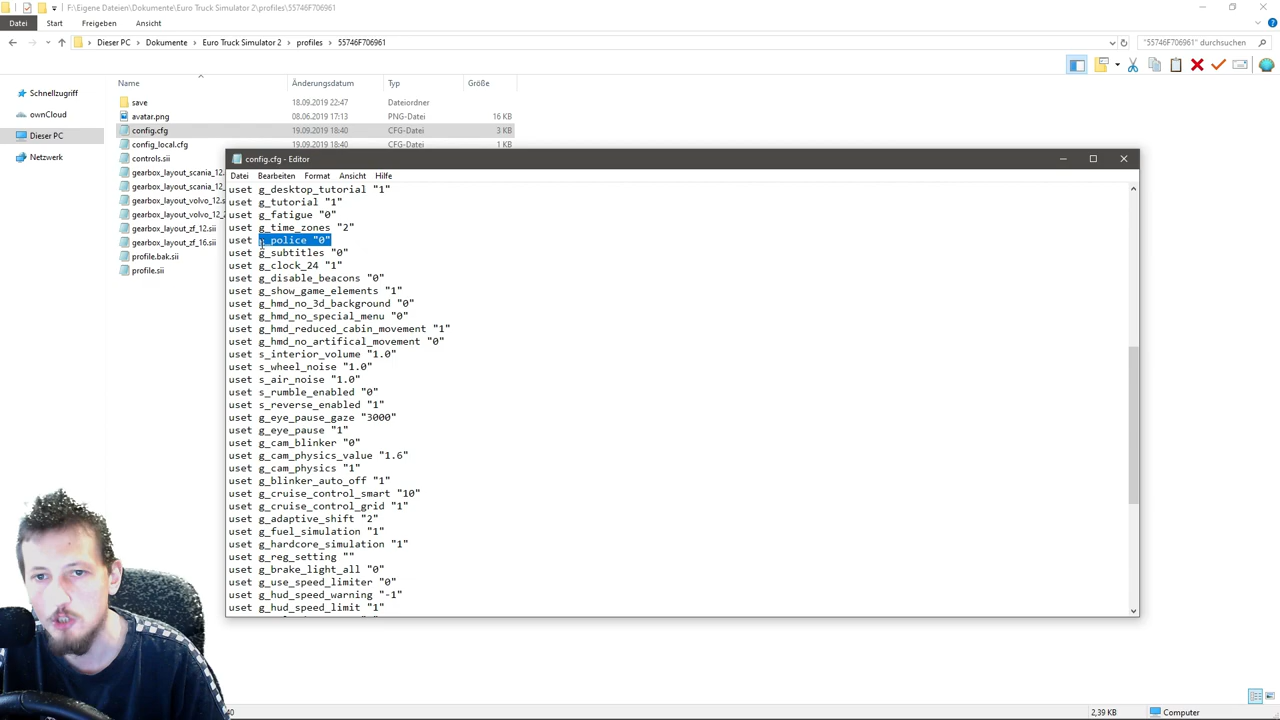 F:\Eigene Dateien\Dokumente\Euro Truck Simulator 2\profiles\55746F706961
Datei Start Freigeben Ansicht
Dieser PC Dokumente Euro Truck Simulator 2 profiles 55746F706961
"55746F706961" durchsuchen
Name Änderungsdatum Typ Größe
Schnellzugriff
ownCloud
Dieser PC
Netzwerk
save 18.09.2019 22:47 Dateiordner
avatar.png 08.06.2019 17:13 PNG-Datei 16 KB
config.cfg 19.09.2019 18:40 CFG-Datei 3 KB
config_local.cfg 19.09.2019 18:40 CFG-Datei 1 KB
controls.sii
gearbox_layout_scania_12.
gearbox_layout_scania_12_
gearbox_layout_volvo_12.s
gearbox_layout_volvo_12_2
gearbox_layout_zf_12.sii
gearbox_layout_zf_16.sii
profile.bak.sii
profile.sii
config.cfg - Editor
Datei Bearbeiten Format Ansicht Hilfe
uset g_desktop_tutorial "1"
uset g_tutorial "1"
uset g_fatigue "0"
uset g_time_zones "2"
uset g_police "0"
uset g_subtitles "0"
uset g_clock_24 "1"
uset g_disable_beacons "0"
uset g_show_game_elements "1"
uset g_hmd_no_3d_background "0"
uset g_hmd_no_special_menu "0"
uset g_hmd_reduced_cabin_movement "1"
uset g_hmd_no_artifical_movement "0"
uset s_interior_volume "1.0"
uset s_wheel_noise "1.0"
uset s_air_noise "1.0"
uset s_rumble_enabled "0"
uset s_reverse_enabled "1"
uset g_eye_pause_gaze "3000"
uset g_eye_pause "1"
uset g_cam_blinker "0"
uset g_cam_physics_value "1.6"
uset g_cam_physics "1"
uset g_blinker_auto_off "1"
uset g_cruise_control_smart "10"
uset g_cruise_control_grid "1"
uset g_adaptive_shift "2"
uset g_fuel_simulation "1"
uset g_hardcore_simulation "1"
uset g_reg_setting ""
uset g_brake_light_all "0"
uset g_use_speed_limiter "0"
uset g_hud_speed_warning "-1"
uset g_hud_speed_limit "1"
2,39 KB Computer